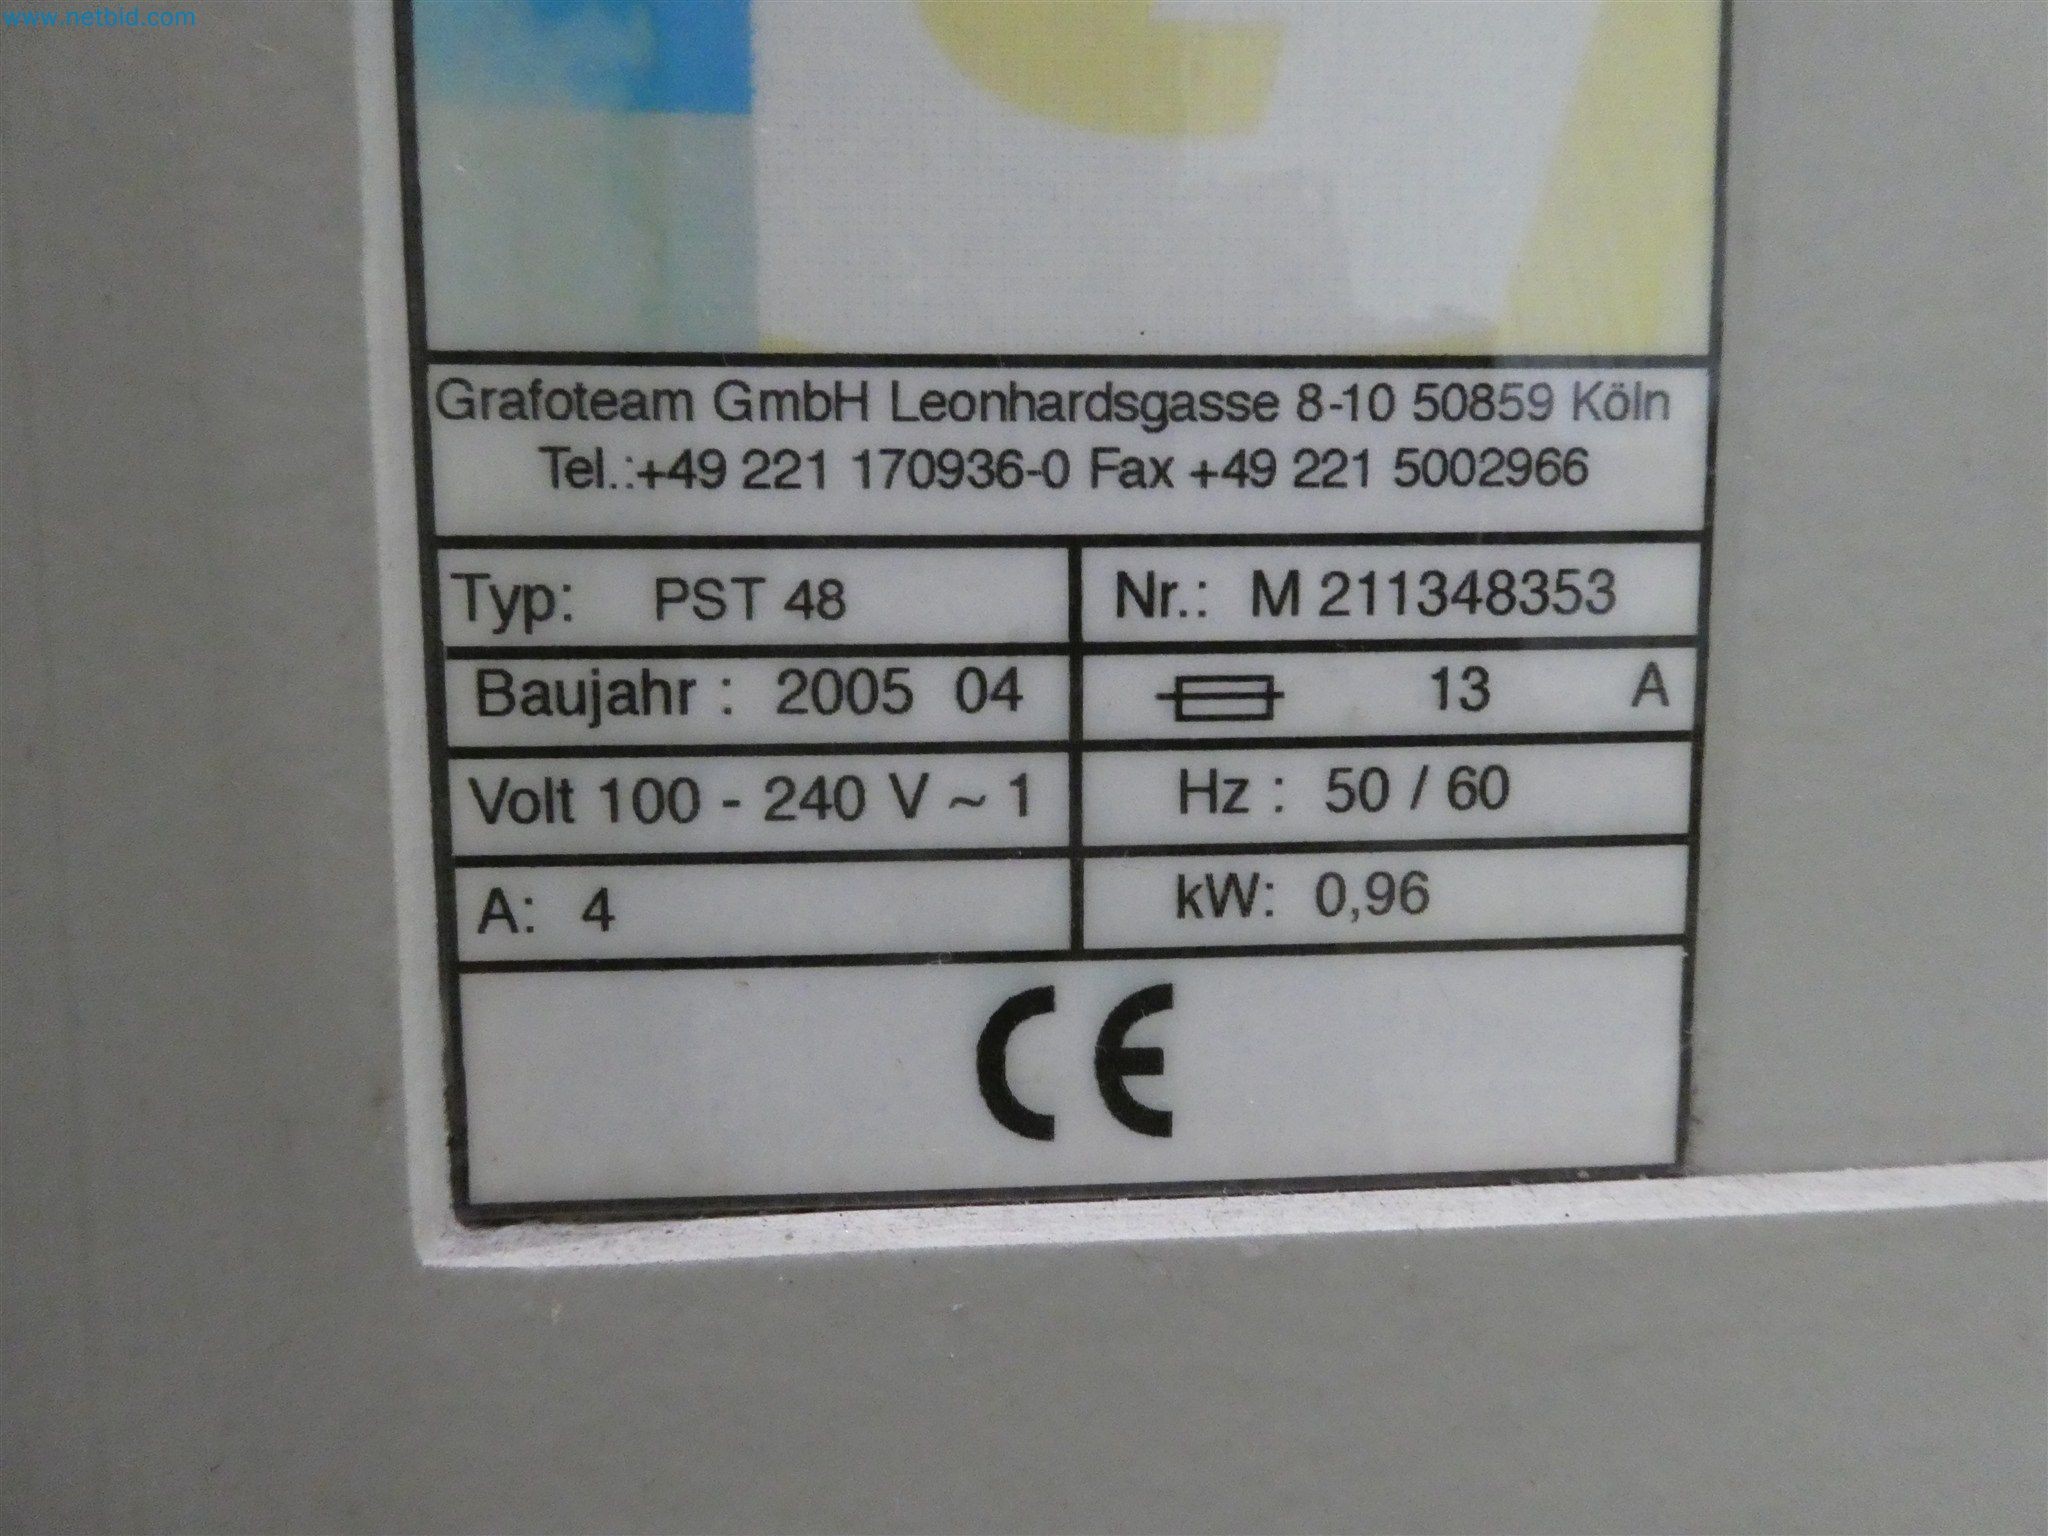 www.netbid.com
Grafoteam GmbH Leonhardsgasse 8-10 50859 Köln
Tel.:+49 221 170936-0 Fax +49 221 5002966
Typ: PST 48
Nr.: M 211348353
Baujahr : 2005 04
13 A
Volt 100 - 240 V ~ 1
Hz : 50 / 60
A: 4
kW: 0,96
CE